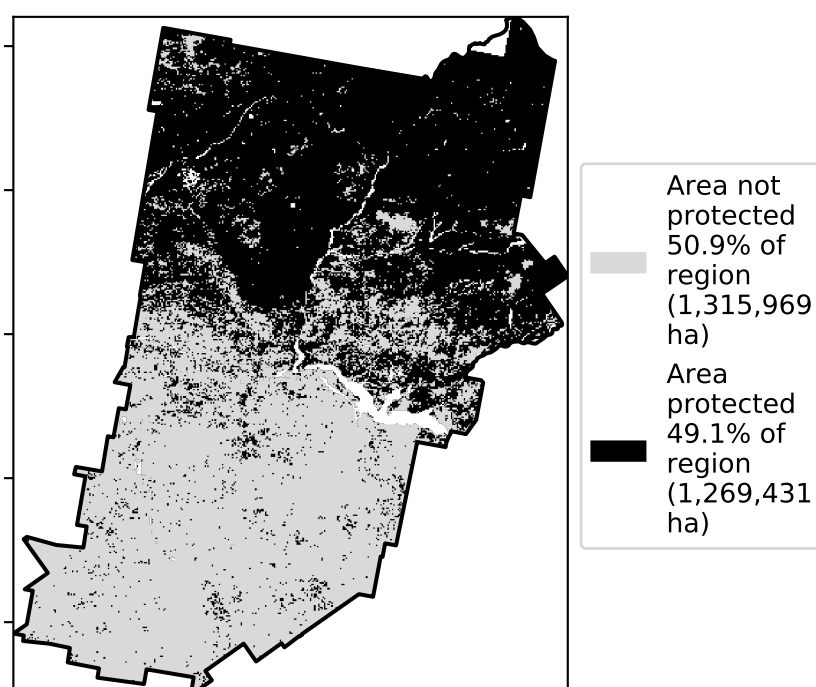 Area not
protected
50.9% of
region
(1,315,969
ha)
Area
protected
49.1% of
region
(1,269,431
ha)